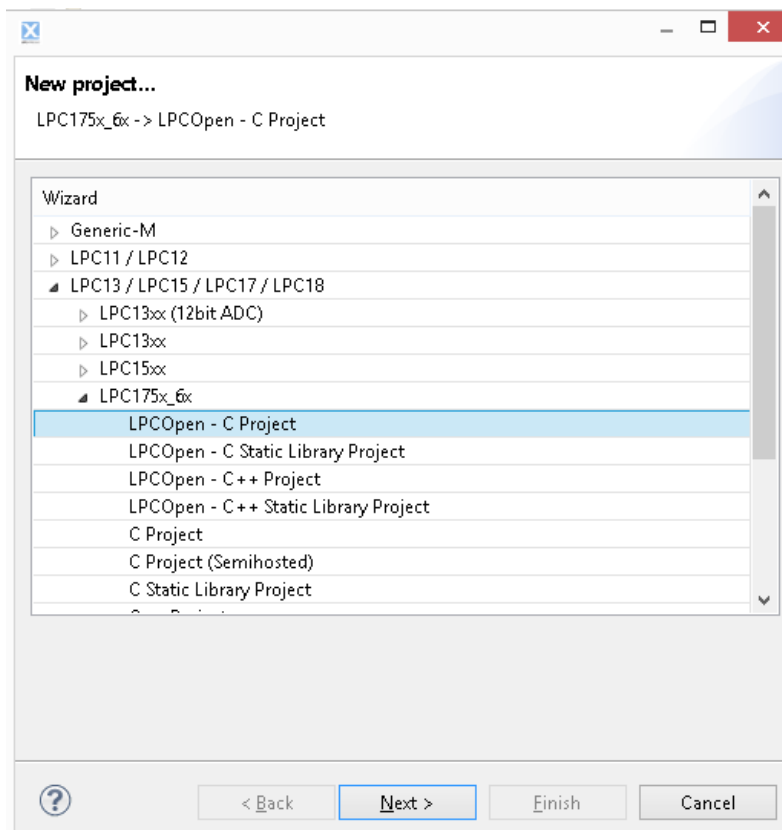 New project...
LPC175x_6x -> LPCOpen - C Project
Wizard
Generic-M
LPC11 / LPC12
LPC13 / LPC15 / LPC17 / LPC18
LPC13xx (12bit ADC)
LPC13xx
LPC15xx
LPC175x_6x
LPCOpen - C Project
LPCOpen - C Static Library Project
LPCOpen - C++ Project
LPCOpen - C++ Static Library Project
C Project
C Project (Semihosted)
C Static Library Project
? < Back Next > Finish Cancel